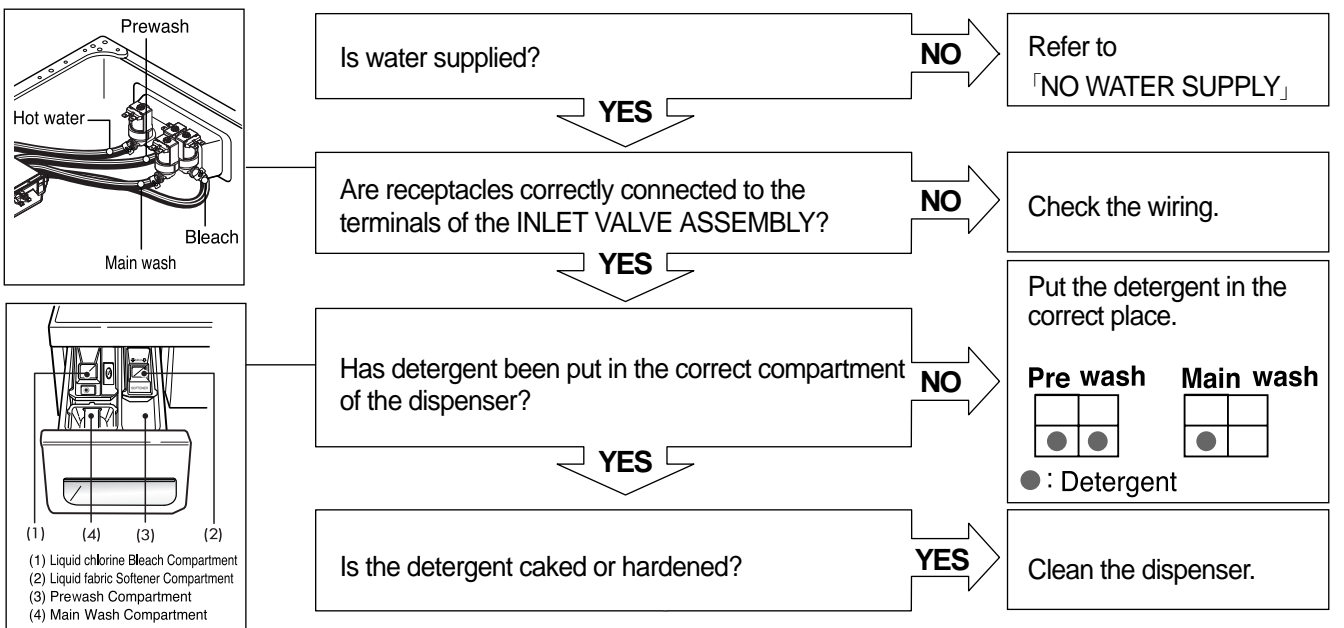 Prewash
Hot water
Bleach
Main wash
Is water supplied?
NO
Refer to
「NO WATER SUPPLY」
YES
Are receptacles correctly connected to the
terminals of the INLET VALVE ASSEMBLY?
NO
Check the wiring.
YES
Has detergent been put in the correct compartment
of the dispenser?
NO
Put the detergent in the
correct place.
Pre wash Main wash
: Detergent
YES
(1) (4) (3) (2)
(1) Liquid chlorine Bleach Compartment
(2) Liquid fabric Softener Compartment
(3) Prewash Compartment
(4) Main Wash Compartment
Is the detergent caked or hardened?
YES
Clean the dispenser.